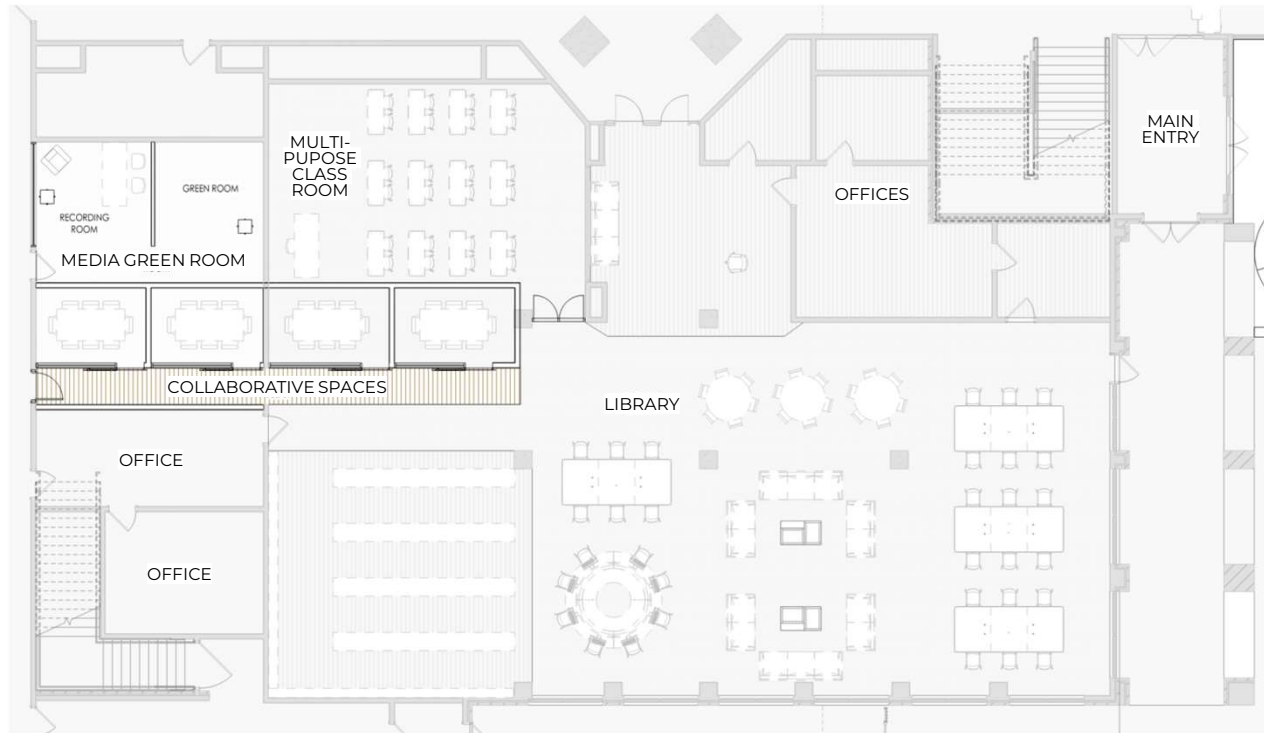 MAIN
ENTRY
MULTI-
PUPOSE
CLASS
ROOM
OFFICES
GREEN ROOM
RECORDING
ROOM
MEDIA GREEN ROOM
COLLABORATIVE SPACES
LIBRARY
OFFICE
OFFICE